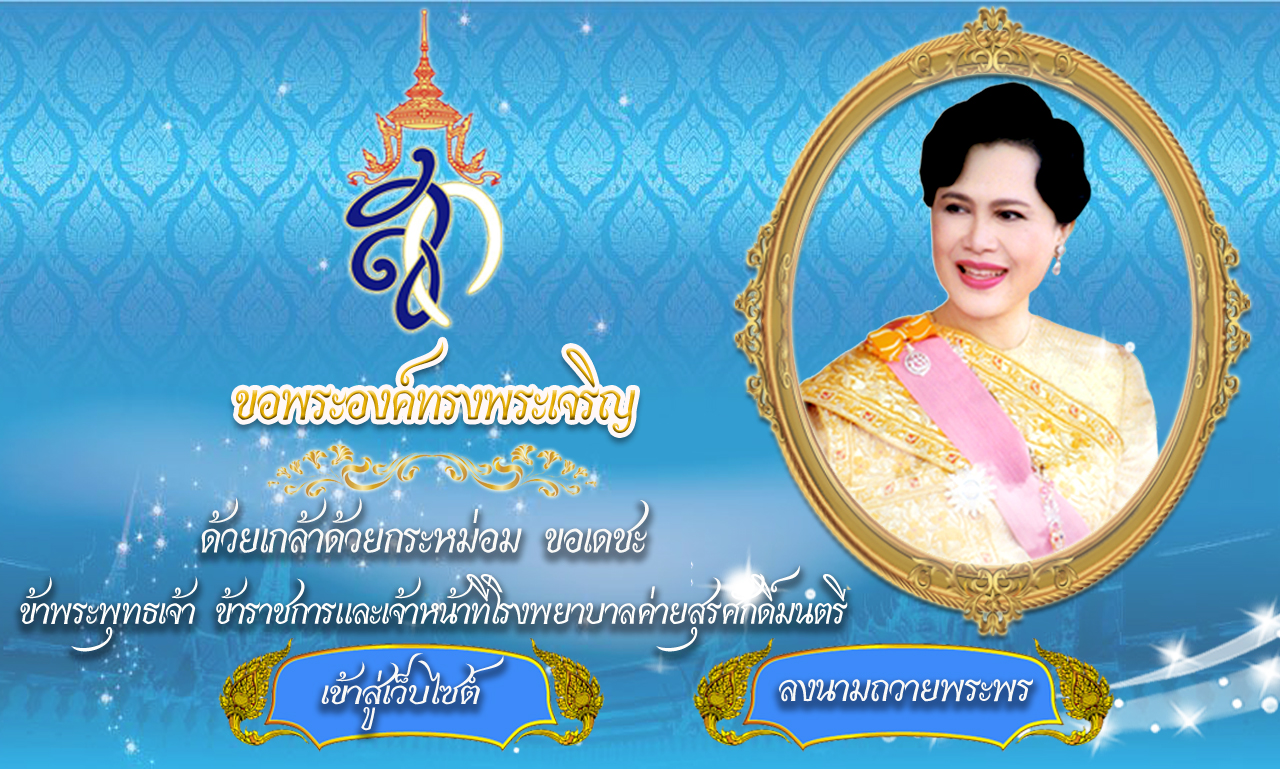 สก
ขอพระองค์ทรงพระเจริญ
ด้วยเกล้าด้วยกระหม่อม ขอเดชะ
ข้าพระพุทธเจ้า ข้าราชการและเจ้าหน้าที่โรงพยาบาลค่ายสุรศักดิ์มนตรี
เข้าสู่เว็บไซต์
ลงนามถวายพระพร